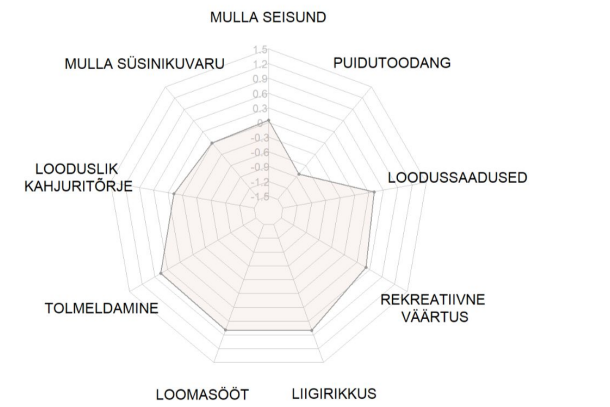 MULLA SEISUND
PUIDUTOODANG
LOODUSSAADUSED
REKREATIIVNE
VÄÄRTUS
LIIGIRIKKUS
LOOMASÖÖT
TOLMELDAMINE
LOODUSLIK
KAHJURITÕRJE
MULLA SÜSINIKUVARU
1.5
1.2
0.9
0.6
0.3
0
-0.3
-0.6
-0.9
-1.2
-1.5